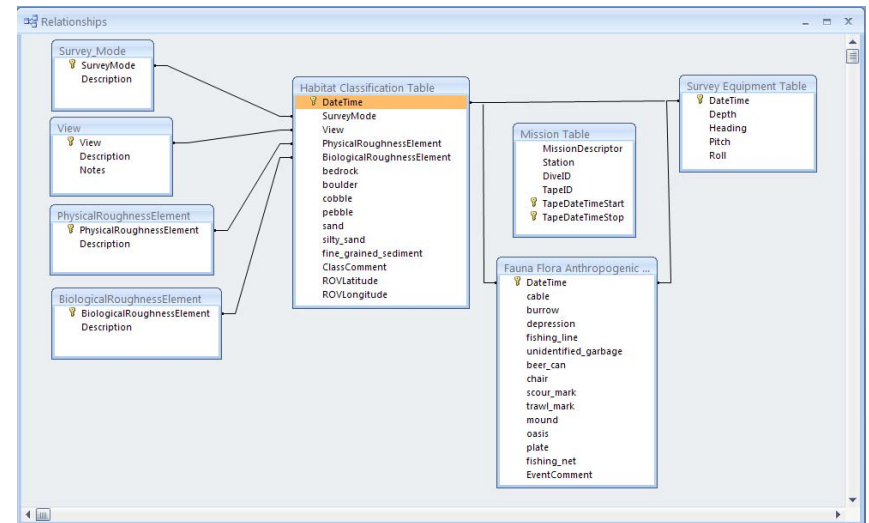 Relationships
Survey_Mode
SurveyMode
Description
View
View
Description
Notes
PhysicalRoughnessElement
PhysicalRoughnessElement
Description
BiologicalRoughnessElement
BiologicalRoughnessElement
Description
Habitat Classification Table
DateTime
SurveyMode
View
PhysicalRoughnessElement
BiologicalRoughnessElement
bedrock
boulder
cobble
pebble
sand
silty_sand
fine_grained_sediment
ClassComment
ROVLatitude
ROVLongitude
Mission Table
MissionDescriptor
Station
DiveID
TapeID
TapeDateTimeStart
TapeDateTimeStop
Fauna Flora Anthropogenic ...
DateTime
cable
burrow
depression
fishing_line
unidentified_garbage
beer_can
chair
scour_mark
trawl_mark
mound
oasis
plate
fishing_net
EventComment
Survey Equipment Table
DateTime
Depth
Heading
Pitch
Roll